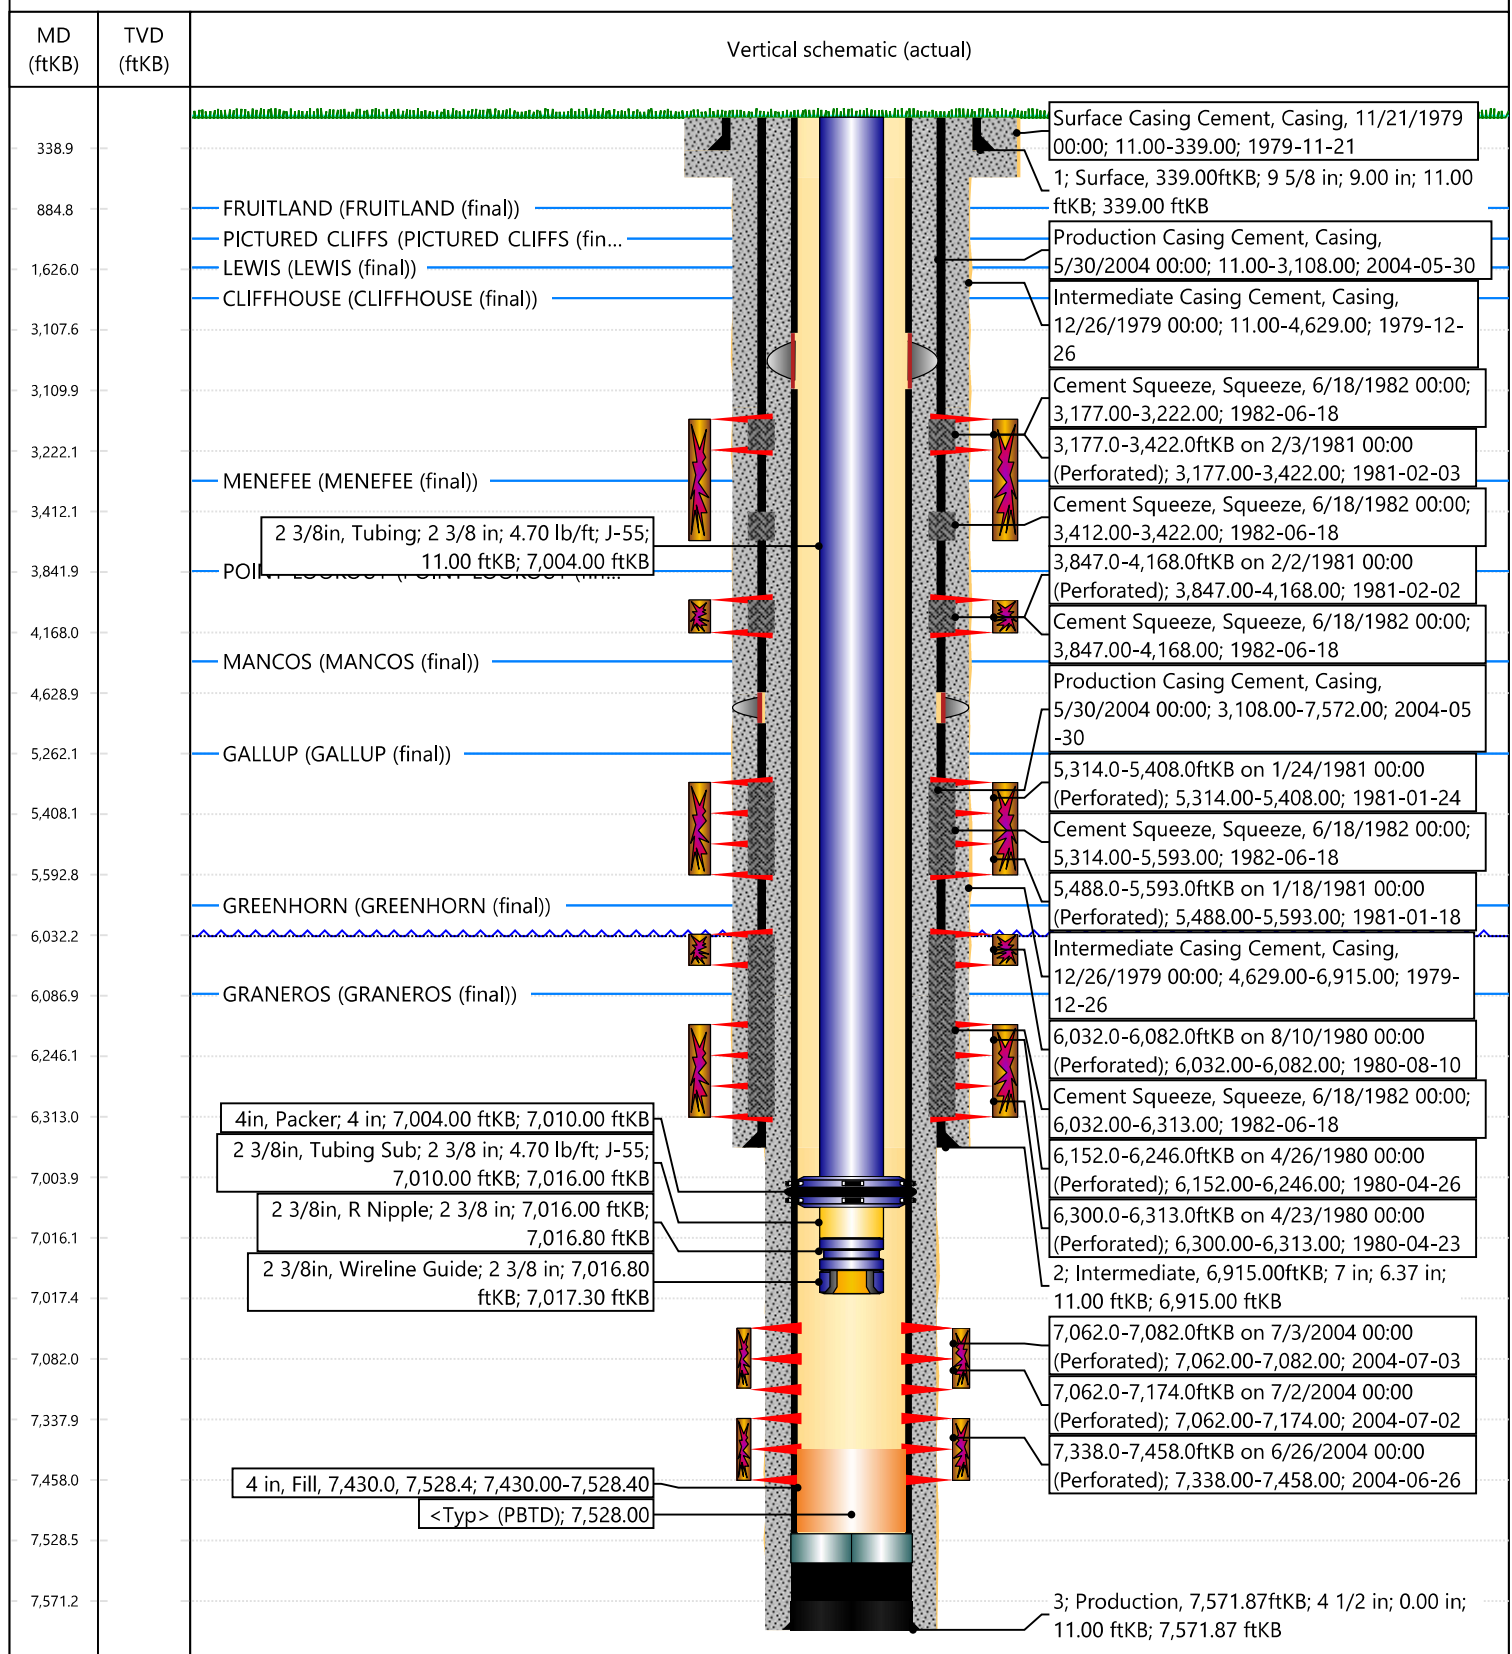 MD
(ftKB)
TVD
(ftKB)
Vertical schematic (actual)
338.9
884.8
1,626.0
3,107.6
3,109.9
3,222.1
3,412.1
3,841.9
4,168.0
4,628.9
5,262.1
5,408.1
5,592.8
6,032.2
6,086.9
6,246.1
6,313.0
7,003.9
7,016.1
7,017.4
7,082.0
7,337.9
7,458.0
7,528.5
7,571.2
FRUITLAND (FRUITLAND (final))
PICTURED CLIFFS (PICTURED CLIFFS (fin...
LEWIS (LEWIS (final))
CLIFFHOUSE (CLIFFHOUSE (final))
MENEFEE (MENEFEE (final))
2 3/8in, Tubing; 2 3/8 in; 4.70 lb/ft; J-55;
11.00 ftKB; 7,004.00 ftKB
POINT LOOKOUT (POINT LOOKOUT (fin...
MANCOS (MANCOS (final))
GALLUP (GALLUP (final))
GREENHORN (GREENHORN (final))
GRANEROS (GRANEROS (final))
4in, Packer; 4 in; 7,004.00 ftKB; 7,010.00 ftKB
2 3/8in, Tubing Sub; 2 3/8 in; 4.70 lb/ft; J-55;
7,010.00 ftKB; 7,016.00 ftKB
2 3/8in, R Nipple; 2 3/8 in; 7,016.00 ftKB;
7,016.80 ftKB
2 3/8in, Wireline Guide; 2 3/8 in; 7,016.80
ftKB; 7,017.30 ftKB
4 in, Fill, 7,430.0, 7,528.4; 7,430.00-7,528.40
<Typ> (PBTD); 7,528.00
Surface Casing Cement, Casing, 11/21/1979
00:00; 11.00-339.00; 1979-11-21
1; Surface, 339.00ftKB; 9 5/8 in; 9.00 in; 11.00
ftKB; 339.00 ftKB
Production Casing Cement, Casing,
5/30/2004 00:00; 11.00-3,108.00; 2004-05-30
Intermediate Casing Cement, Casing,
12/26/1979 00:00; 11.00-4,629.00; 1979-12-
26
Cement Squeeze, Squeeze, 6/18/1982 00:00;
3,177.00-3,222.00; 1982-06-18
3,177.0-3,422.0ftKB on 2/3/1981 00:00
(Perforated); 3,177.00-3,422.00; 1981-02-03
Cement Squeeze, Squeeze, 6/18/1982 00:00;
3,412.00-3,422.00; 1982-06-18
3,847.0-4,168.0ftKB on 2/2/1981 00:00
(Perforated); 3,847.00-4,168.00; 1981-02-02
Cement Squeeze, Squeeze, 6/18/1982 00:00;
3,847.00-4,168.00; 1982-06-18
Production Casing Cement, Casing,
5/30/2004 00:00; 3,108.00-7,572.00; 2004-05
-30
5,314.0-5,408.0ftKB on 1/24/1981 00:00
(Perforated); 5,314.00-5,408.00; 1981-01-24
Cement Squeeze, Squeeze, 6/18/1982 00:00;
5,314.00-5,593.00; 1982-06-18
5,488.0-5,593.0ftKB on 1/18/1981 00:00
(Perforated); 5,488.00-5,593.00; 1981-01-18
Intermediate Casing Cement, Casing,
12/26/1979 00:00; 4,629.00-6,915.00; 1979-
12-26
6,032.0-6,082.0ftKB on 8/10/1980 00:00
(Perforated); 6,032.00-6,082.00; 1980-08-10
Cement Squeeze, Squeeze, 6/18/1982 00:00;
6,032.00-6,313.00; 1982-06-18
6,152.0-6,246.0ftKB on 4/26/1980 00:00
(Perforated); 6,152.00-6,246.00; 1980-04-26
6,300.0-6,313.0ftKB on 4/23/1980 00:00
(Perforated); 6,300.00-6,313.00; 1980-04-23
2; Intermediate, 6,915.00ftKB; 7 in; 6.37 in;
11.00 ftKB; 6,915.00 ftKB
7,062.0-7,082.0ftKB on 7/3/2004 00:00
(Perforated); 7,062.00-7,082.00; 2004-07-03
7,062.0-7,174.0ftKB on 7/2/2004 00:00
(Perforated); 7,062.00-7,174.00; 2004-07-02
7,338.0-7,458.0ftKB on 6/26/2004 00:00
(Perforated); 7,338.00-7,458.00; 2004-06-26
3; Production, 7,571.87ftKB; 4 1/2 in; 0.00 in;
11.00 ftKB; 7,571.87 ftKB